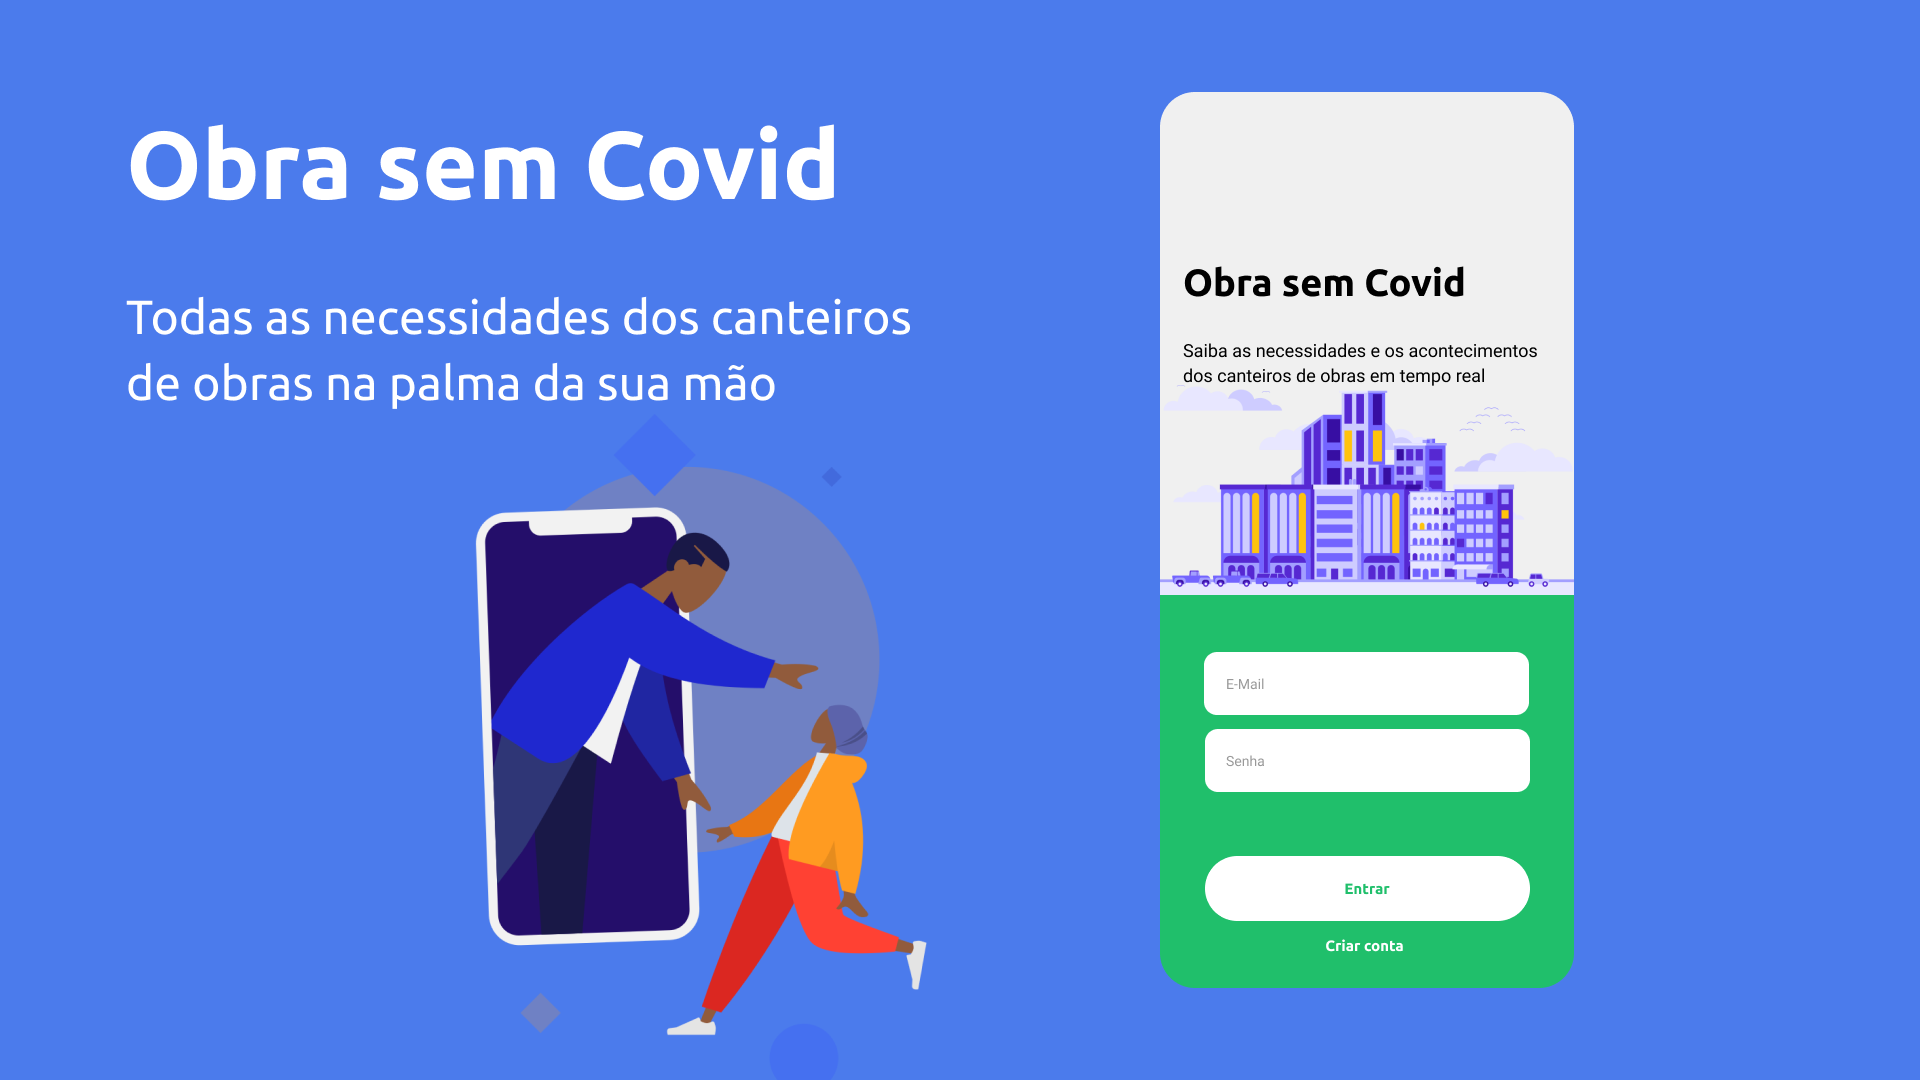 Obra sem Covid
Todas as necessidades dos canteiros
de obras na palma da sua mão
Obra sem Covid
Saiba as necessidades e os acontecimentos
dos canteiros de obras em tempo real
E-Mail
Senha
Entrar
Criar conta